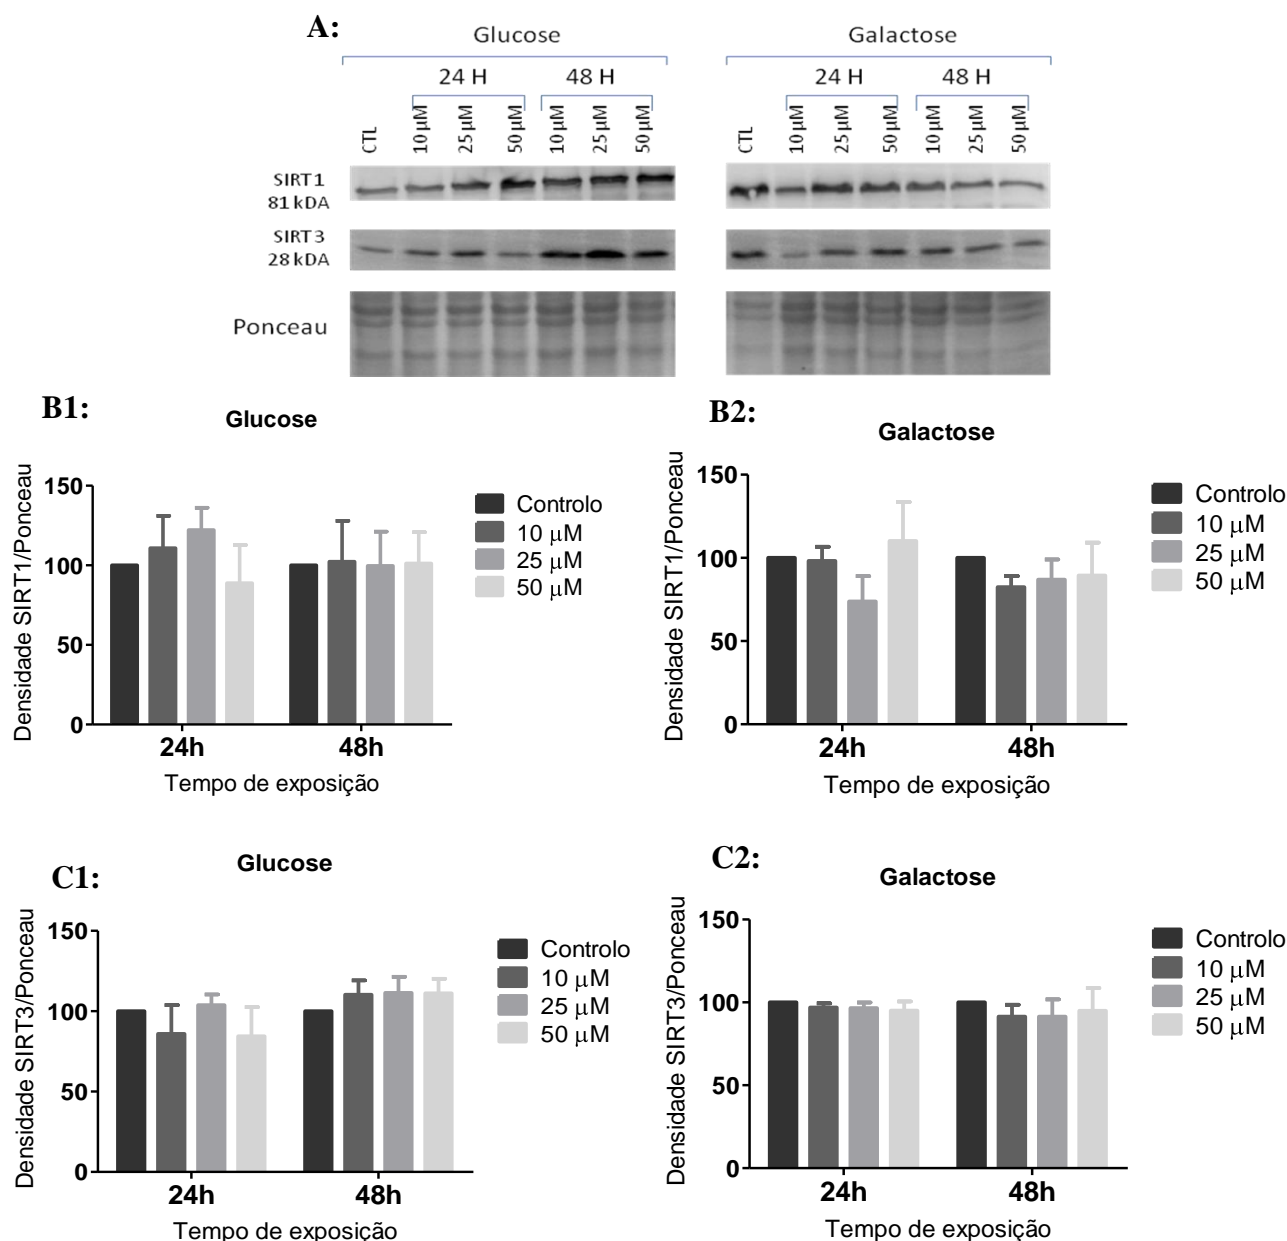 A:
Glucose
Galactose
24 H
48 H
24 H
48 H
CTL
10 µM
25 µM
50 µM
10 µM
25 µM
50 µM
CTL
10 µM
25 µM
50 µM
10 µM
25 µM
50 µM
SIRT1
81 kDA
SIRT3
28 kDA
Ponceau
B1:
Glucose
Densidade SIRT1/Ponceau
150
100
50
0
24h
48h
Tempo de exposição
Controlo
10 µM
25 µM
50 µM
B2:
Galactose
Densidade SIRT1/Ponceau
150
100
50
0
24h
48h
Tempo de exposição
Controlo
10 µM
25 µM
50 µM
C1:
Glucose
Densidade SIRT3/Ponceau
150
100
50
0
24h
48h
Tempo de exposição
Controlo
10 µM
25 µM
50 µM
C2:
Galactose
Densidade SIRT3/Ponceau
150
100
50
0
24h
48h
Tempo de exposição
Controlo
10 µM
25 µM
50 µM